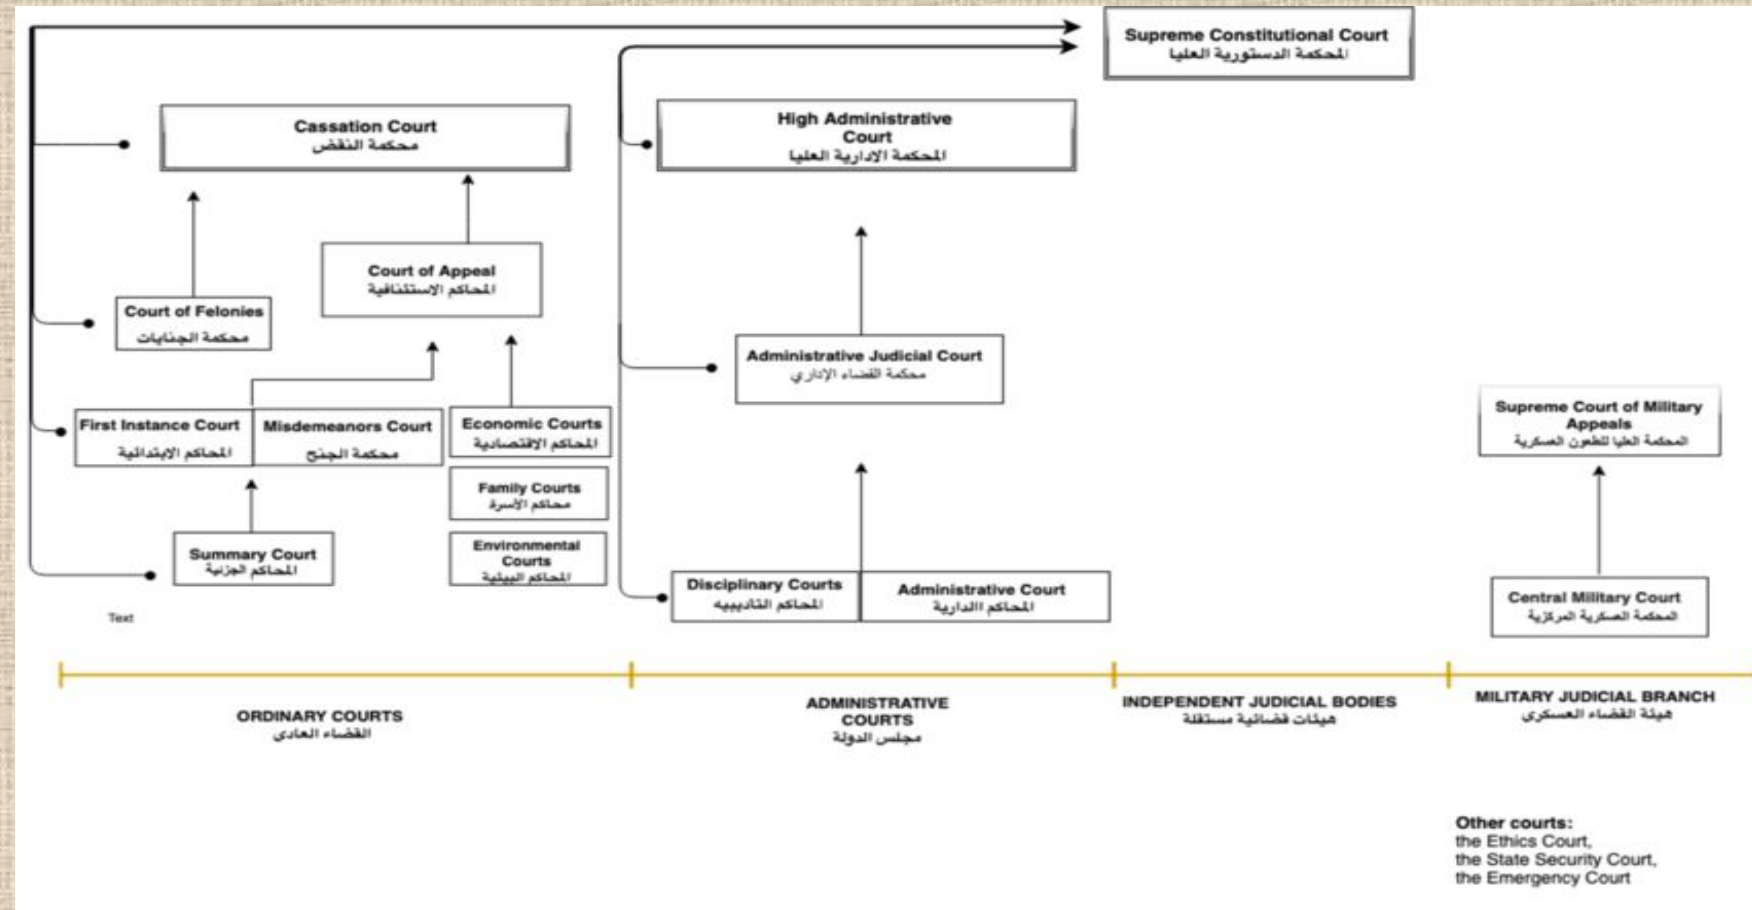 Supreme Constitutional Court
المحكمة الدستورية العليا
Cassation Court
محكمة النقض
High Administrative
Court
المحكمة الإدارية العليا
Court of Appeal
المحاكم الاستئنافية
Court of Felonies
محكمة الجنايات
Administrative Judicial Court
محكمة القضاء الإداري
First Instance Court
المحاكم الابتدائية
Misdemeanors Court
محكمة الجنح
Economic Courts
المحاكم الاقتصادية
Family Courts
محاكم الأسرة
Environmental
Courts
المحاكم البيئية
Summary Court
المحاكم الجزئية
Disciplinary Courts
المحاكم التأديبيه
Administrative Court
المحاكم االدارية
Supreme Court of Military
Appeals
المحكمة العليا للطعون العسكرية
Central Military Court
المحكمة العسكرية المركزية
Text
ORDINARY COURTS
القضاء العادى
ADMINISTRATIVE
COURTS
مجلس الدولة
INDEPENDENT JUDICIAL BODIES
هيئات قضائية مستقلة
MILITARY JUDICIAL BRANCH
هيئة القضاء العسكرى
Other courts:
the Ethics Court,
the State Security Court,
the Emergency Court